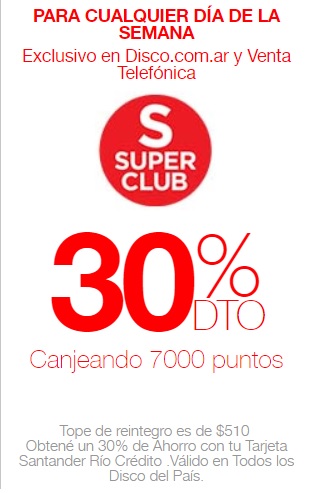 PARA CUALQUIER DÍA DE LA
SEMANA
Exclusivo en Disco.com.ar y Venta
Telefónica
S
SUPER
CLUB
30%
DTO
Canjeando 7000 puntos
Tope de reintegro es de $510
Obtené un 30% de Ahorro con tu Tarjeta
Santander Río Crédito .Válido en Todos los
Disco del País.